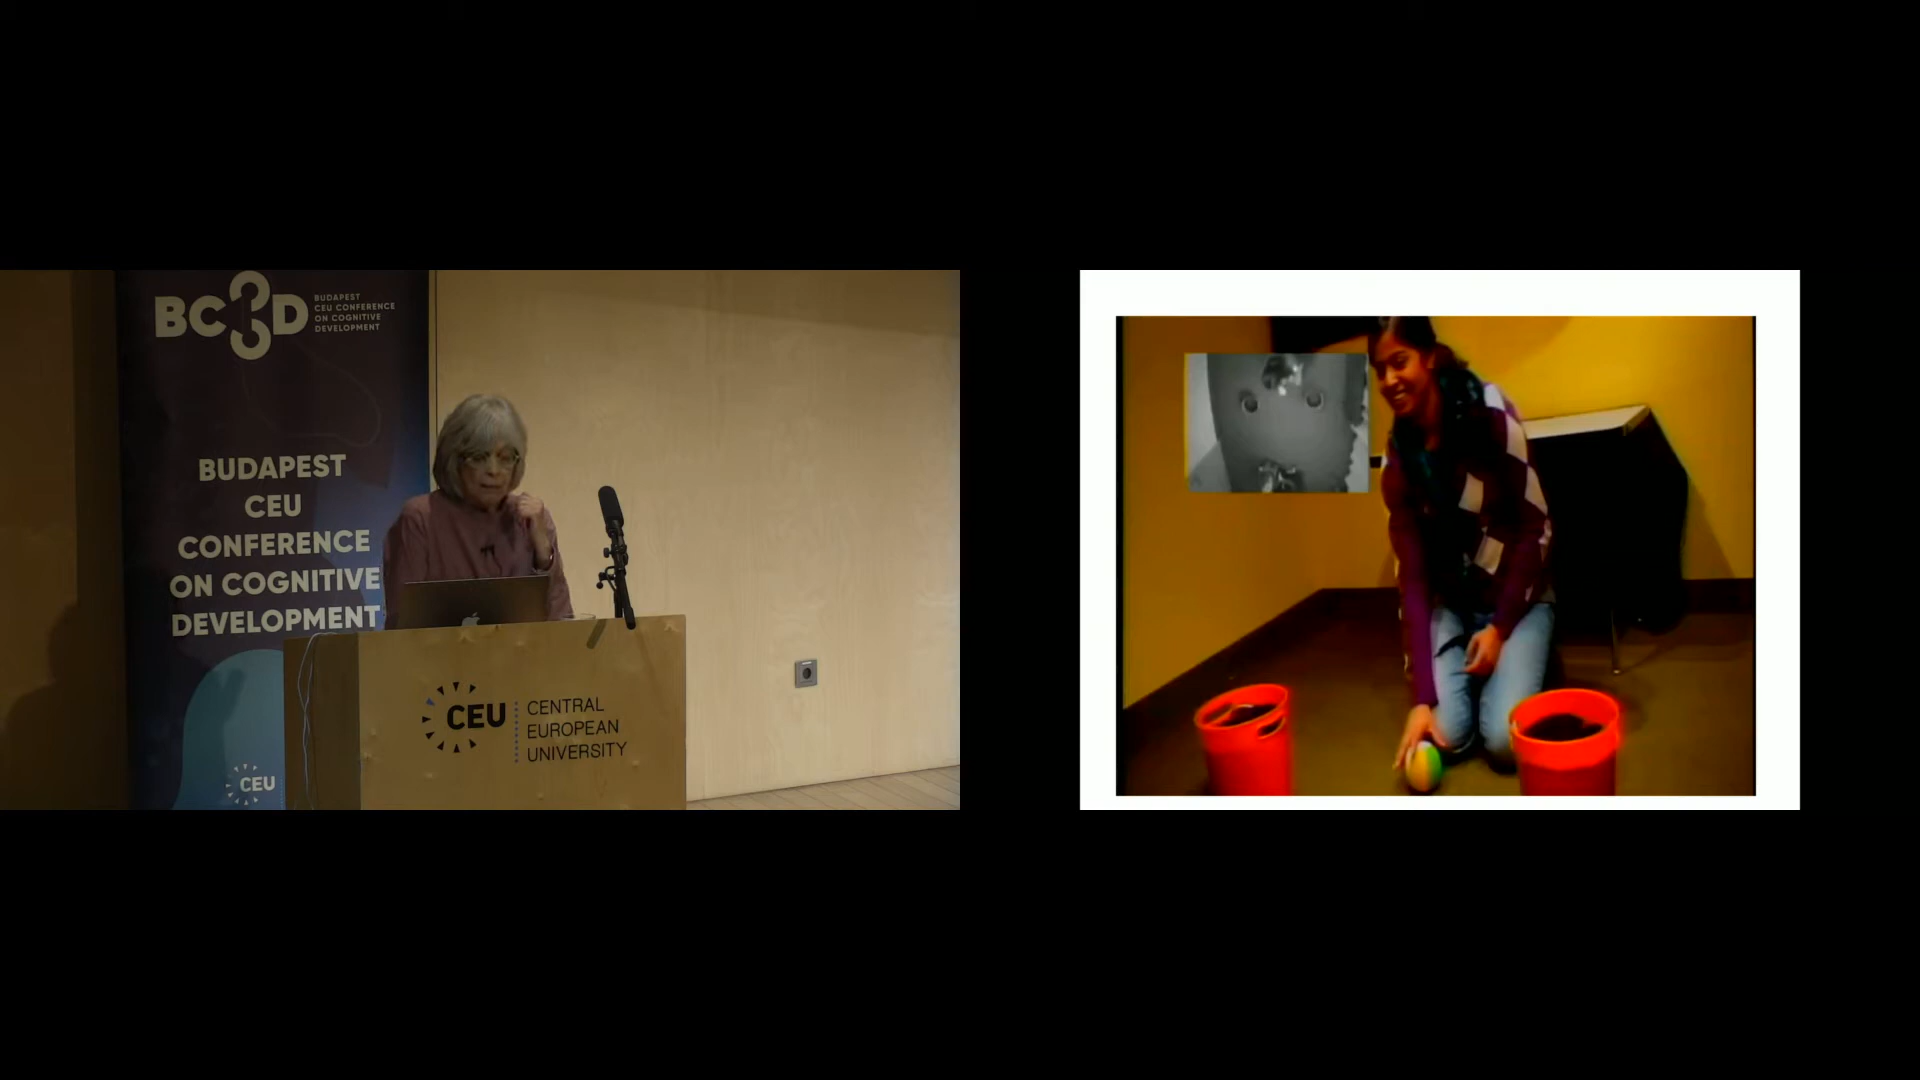 BC3D
BUDAPEST
CEU CONFERENCE
ON COGNITIVE
DEVELOPMENT
BUDAPEST
CEU
CONFERENCE
ON COGNITIVE
DEVELOPMENT
CEU
CEU
CENTRAL
EUROPEAN
UNIVERSITY